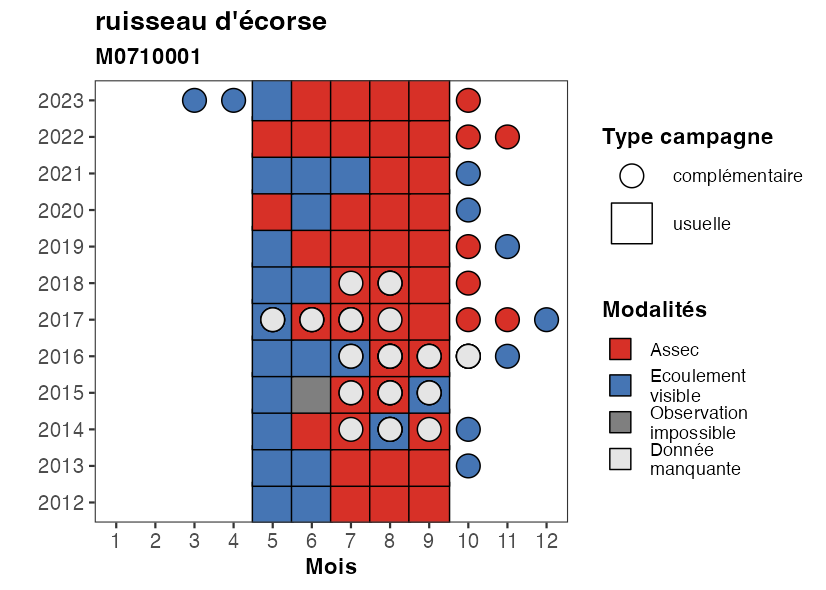 ruisseau d'écorse
M0710001
2023
2022
2021
2020
2019
2018
2017
2016
2015
2014
2013
2012
1 2 3 4 5 6 7 8 9 10 11 12
Mois
Type campagne
complémentaire
usuelle
Modalités
Assec
Ecoulement
visible
Observation
impossible
Donnée
manquante